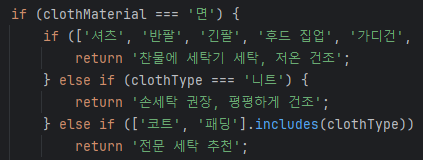 if (clothMaterial === '면') {
if (['셔츠', '반팔', '긴팔', '후드 집업', '가디건',
return '찬물에 세탁기 세탁, 저온 건조';
} else if (clothType === '니트') {
return '손세탁 권장, 평평하게 건조';
} else if (['코트', '패딩'].includes(clothType))
return '전문 세탁 추천';